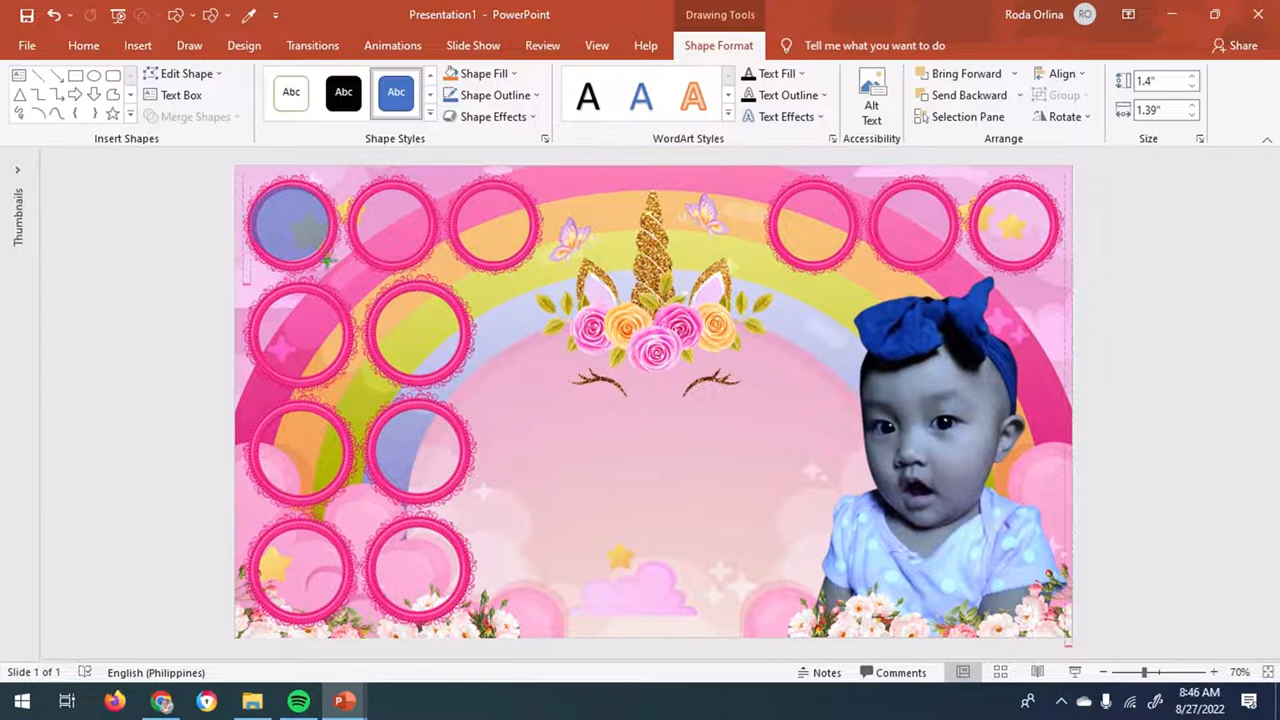 Presentation1 - PowerPoint
Drawing Tools
Roda Orlina RO
File Home Insert Draw Design Transitions Animations Slide Show Review View Help Shape Format Tell me what you want to do Share
Edit Shape
Text Box
Merge Shapes
Insert Shapes
Abc Abc Abc
Shape Fill
Shape Outline
Shape Effects
Shape Styles
A A A
Text Fill
Text Outline
Text Effects
WordArt Styles
Alt
Text
Accessibility
Bring Forward
Send Backward
Selection Pane
Align
Group
Rotate
Arrange
1.4"
1.39"
Size
Thumbnails
Slide 1 of 1 English (Philippines) Notes Comments 70%
8:46 AM
8/27/2022